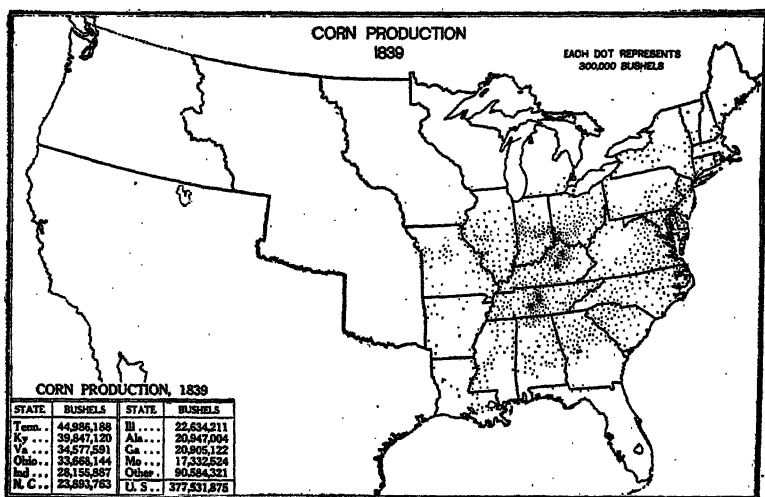 CORN PRODUCTION
1839
EACH DOT REPRESENTS
300,000 BUSHELS
CORN PRODUCTION, 1839
STATE BUSHELS STATE BUSHELS
Tenn.. 44,986,188 Ill.... 22,634,211
Ky... 39,847,120 Ala... 20,947,004
Va... 34,577,591 Ga... 20,905,122
Ohio.. 33,668,144 Mo... 17,332,524
Ind... 28,155,887 Other. 90,584,321
N. C.. 23,893,763 U. S.. 377,531,875